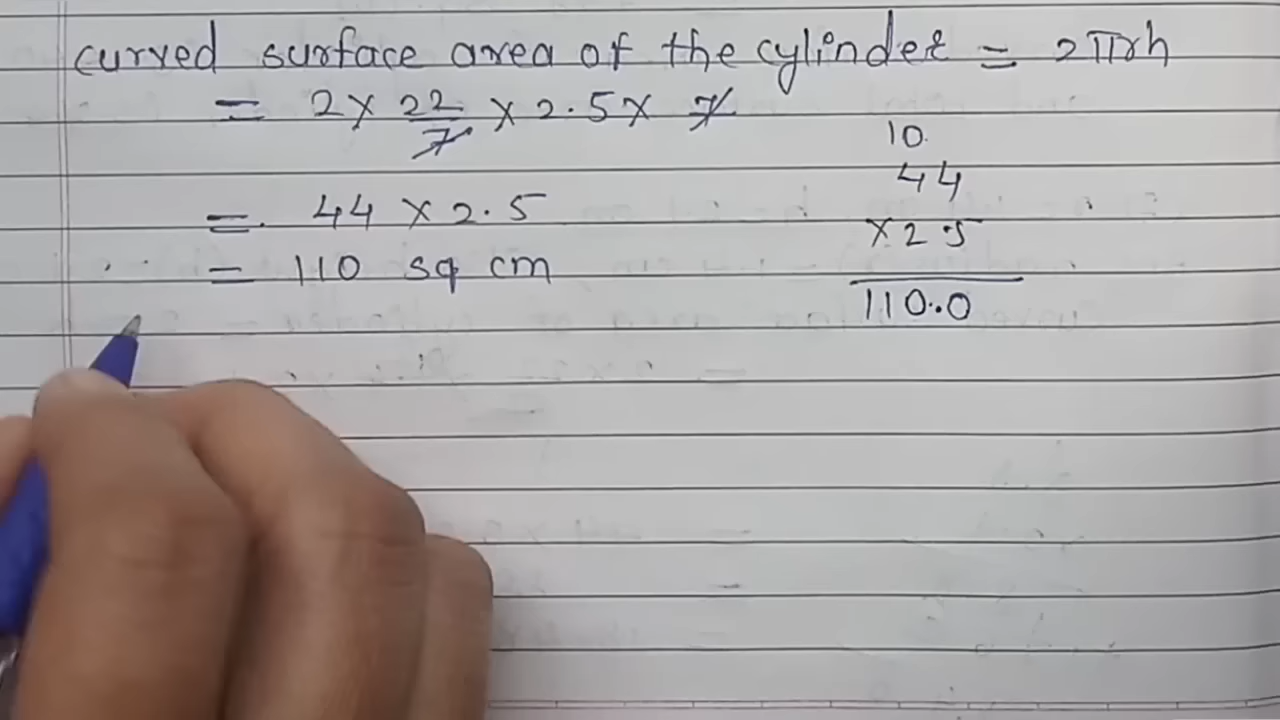 curved surface area of the cylinder = 2πrh
= 2 × 22/7 × 2.5 × 7
= 44 × 2.5
= 110 sq cm
10
44
×2.5
110.0